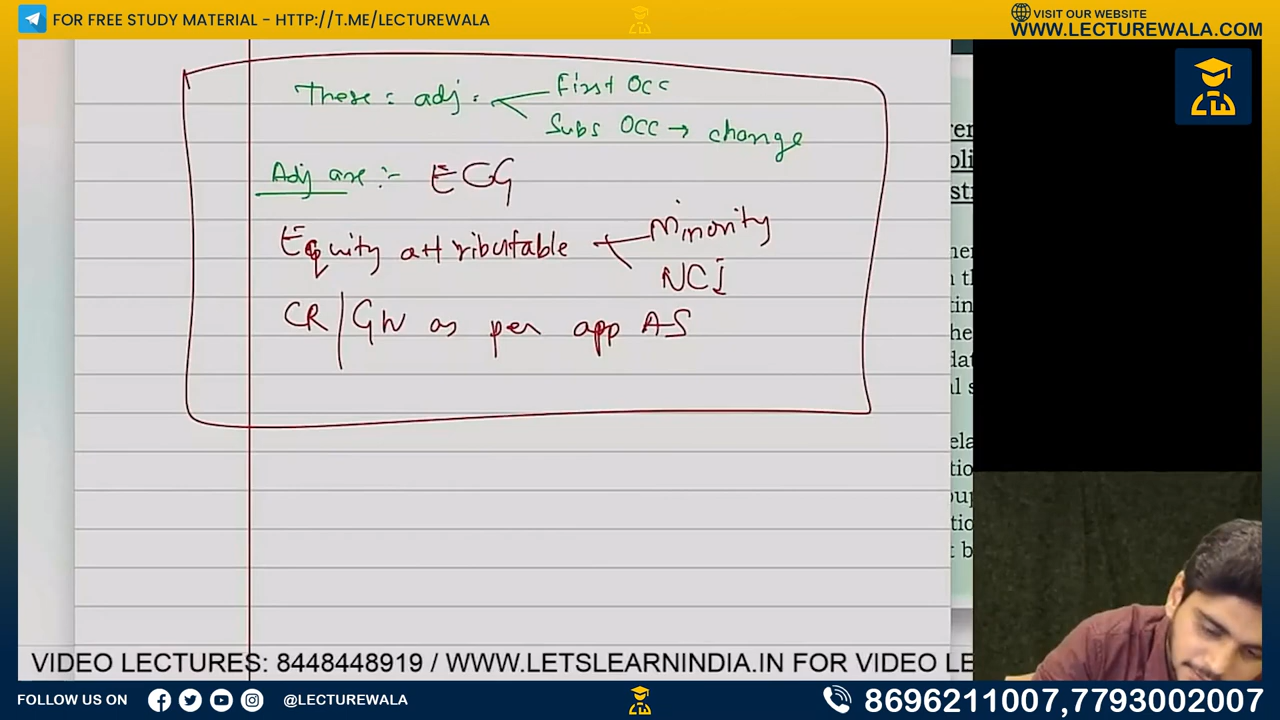 FOR FREE STUDY MATERIAL - HTTP://T.ME/LECTUREWALA
VISIT OUR WEBSITE
WWW.LECTUREWALA.COM
These : adj .
First Occ
Subs Occ → change
Adj are :- ECG
Equity attributable
Minority
NCI
CR | GW as per app AS
VIDEO LECTURES: 8448448919 / WWW.LETSLEARNINDIA.IN FOR VIDEO LE
FOLLOW US ON
@LECTUREWALA
8696211007,7793002007